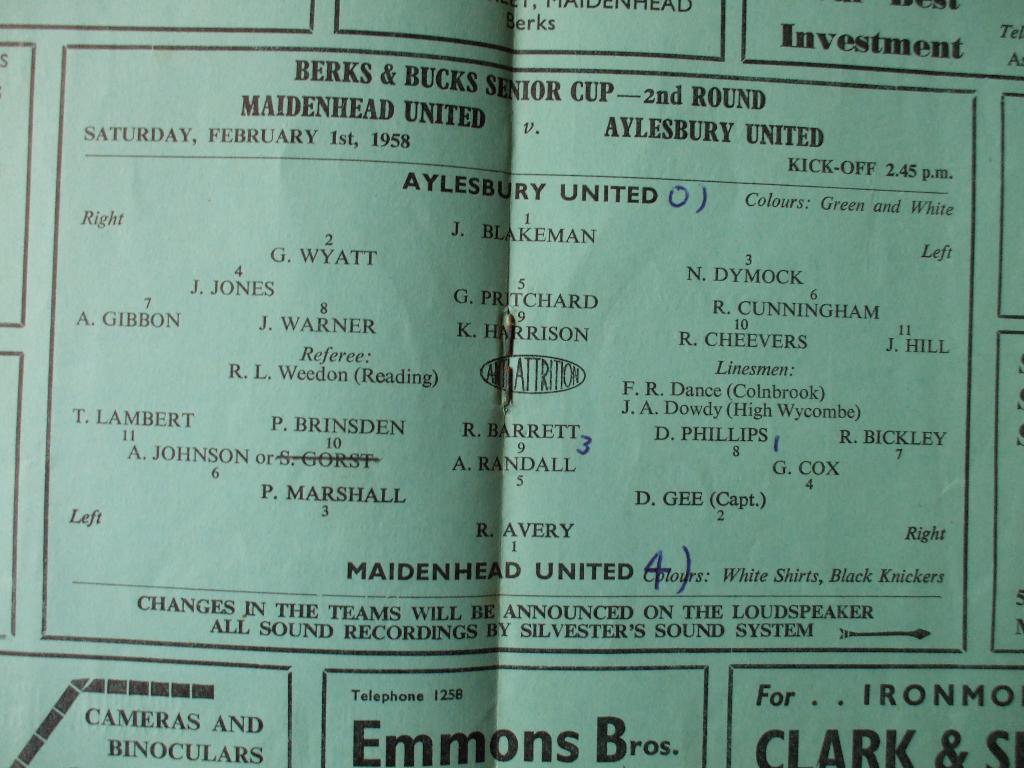 MAIDENHEAD
Berks
Best
Investment
BERKS & BUCKS SENIOR CUP—2nd ROUND
MAIDENHEAD UNITED v. AYLESBURY UNITED
SATURDAY, FEBRUARY 1st, 1958
KICK-OFF 2.45 p.m.
AYLESBURY UNITED 0) Colours: Green and White
Right
1
J. BLAKEMAN
Left
2
G. WYATT
3
N. DYMOCK
4
J. JONES
5
G. PRITCHARD
6
R. CUNNINGHAM
7
A. GIBBON
8
J. WARNER
9
K. HARRISON
10
R. CHEEVERS
11
J. HILL
Referee:
R. L. Weedon (Reading)
ATTRITION
Linesmen:
F. R. Dance (Colnbrook)
J. A. Dowdy (High Wycombe)
T. LAMBERT
11
P. BRINSDEN
10
R. BARRETT 3
9
D. PHILLIPS 1
8
R. BICKLEY
7
A. JOHNSON or S. GORST
6
A. RANDALL
5
G. COX
4
P. MARSHALL
3
D. GEE (Capt.)
2
Left
R. AVERY
1
Right
MAIDENHEAD UNITED 4) Colours: White Shirts, Black Knickers
CHANGES IN THE TEAMS WILL BE ANNOUNCED ON THE LOUDSPEAKER
ALL SOUND RECORDINGS BY SILVESTER'S SOUND SYSTEM
CAMERAS AND
BINOCULARS
Telephone 1258
Emmons Bros.
For . . IRONMO
CLARK & S